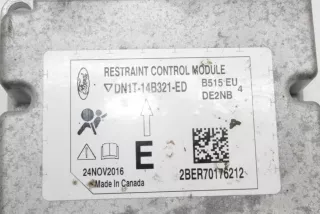 RESTRAINT CONTROL MODULE
DN1T-14B321-ED
B515 EU
DE2NB 4
E
24NOV2016
Made In Canada
2BER70176212